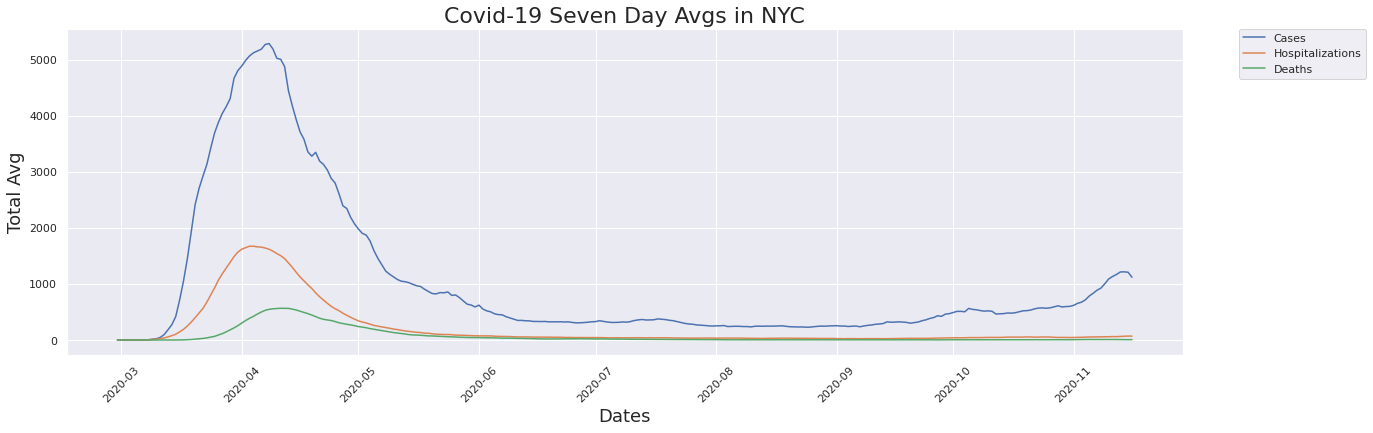 Covid-19 Seven Day Avgs in NYC
Cases
Hospitalizations
Deaths
Total Avg
5000
4000
3000
2000
1000
0
2020-03
2020-04
2020-05
2020-06
2020-07
2020-08
2020-09
2020-10
2020-11
Dates